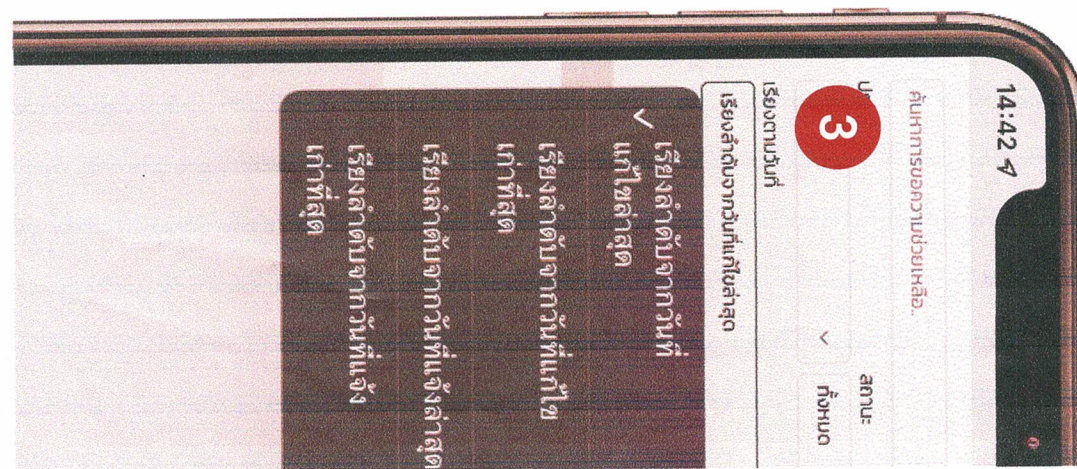 14:42
ค้นหาการขอความช่วยเหลือ..
สถานะ
3
ทั้งหมด
เรียงตามวันที่
เรียงลำดับจากวันที่แก้ไขล่าสุด
เรียงลำดับจากวันที่
แก้ไขล่าสุด
เรียงลำดับจากวันที่แก้ไข
เก่าที่สุด
เรียงลำดับจากวันที่แจ้งล่าสุด
เรียงลำดับจากวันที่แจ้ง
เก่าที่สุด